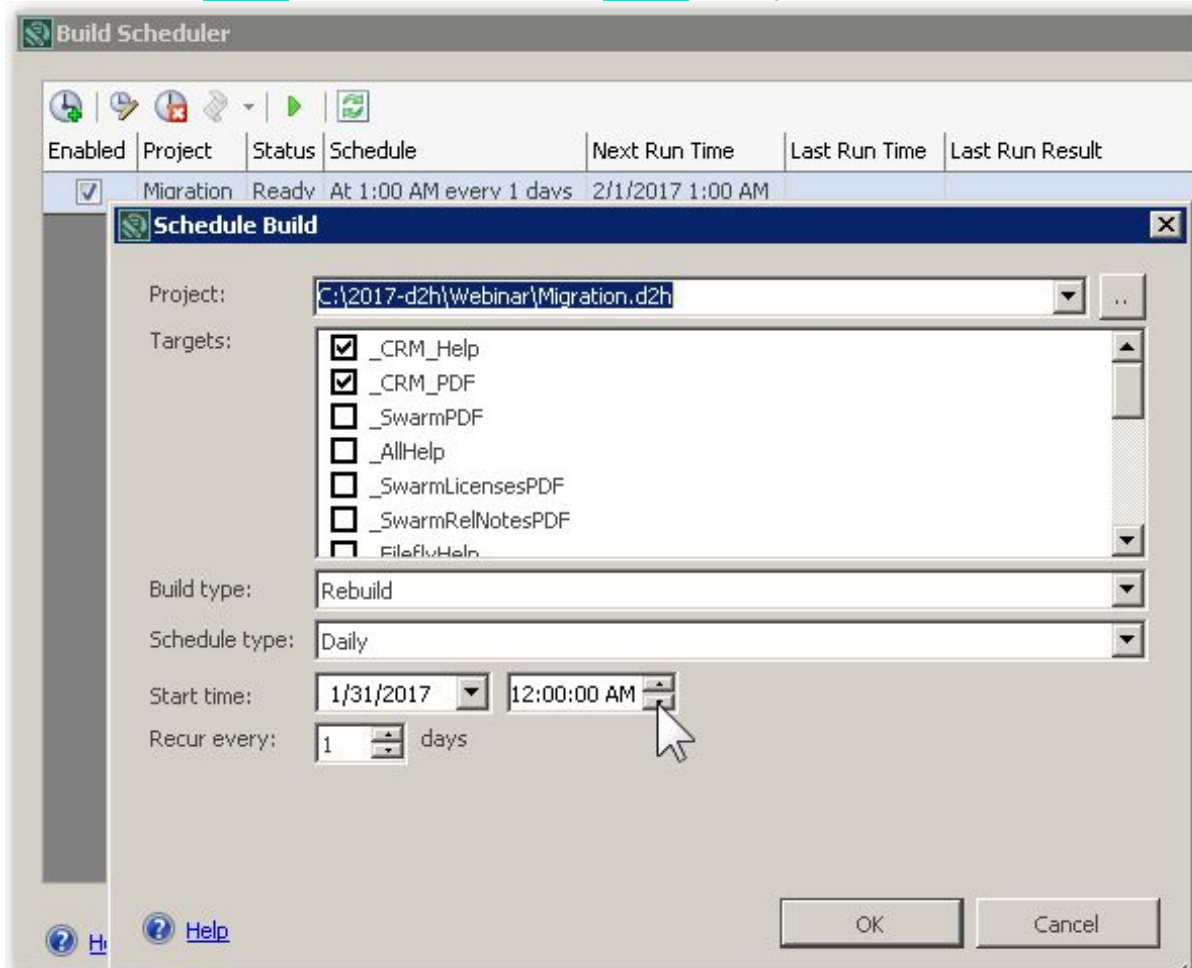 Build Scheduler
Enabled Project Status Schedule Next Run Time Last Run Time Last Run Result
Migration Ready At 1:00 AM every 1 days 2/1/2017 1:00 AM
Schedule Build
Project: C:\2017-d2h\Webinar\Migration.d2h ..
Targets: _CRM_Help
_CRM_PDF
_SwarmPDF
_AllHelp
_SwarmLicensesPDF
_SwarmRelNotesPDF
_FileflyHelp
Build type: Rebuild
Schedule type: Daily
Start time: 1/31/2017 12:00:00 AM
Recur every: 1 days
Help OK Cancel